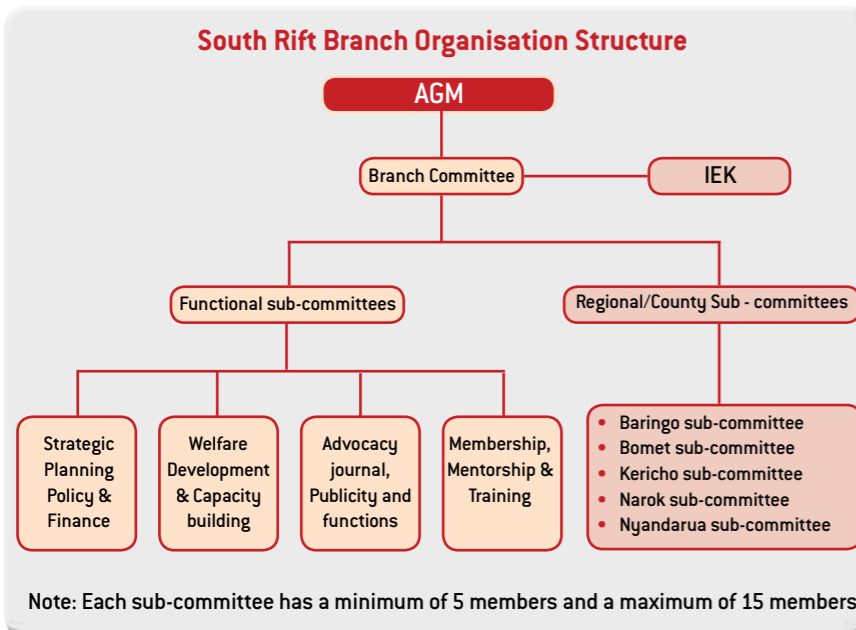 South Rift Branch Organisation Structure
AGM
Branch Committee
IEK
Functional sub-committees
Regional/County Sub - committees
Strategic
Planning
Policy &
Finance
Welfare
Development
& Capacity
building
Advocacy
journal,
Publicity and
functions
Membership,
Mentorship &
Training
• Baringo sub-committee
• Bomet sub-committee
• Kericho sub-committee
• Narok sub-committee
• Nyandarua sub-committee
Note: Each sub-committee has a minimum of 5 members and a maximum of 15 members